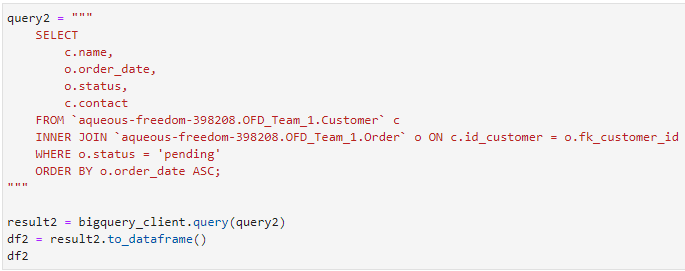 query2 = """
    SELECT
        c.name,
        o.order_date,
        o.status,
        c.contact
    FROM `aqueous-freedom-398208.OFD_Team_1.Customer` c
    INNER JOIN `aqueous-freedom-398208.OFD_Team_1.Order` o ON c.id_customer = o.fk_customer_id
    WHERE o.status = 'pending'
    ORDER BY o.order_date ASC;
"""

result2 = bigquery_client.query(query2)
df2 = result2.to_dataframe()
df2